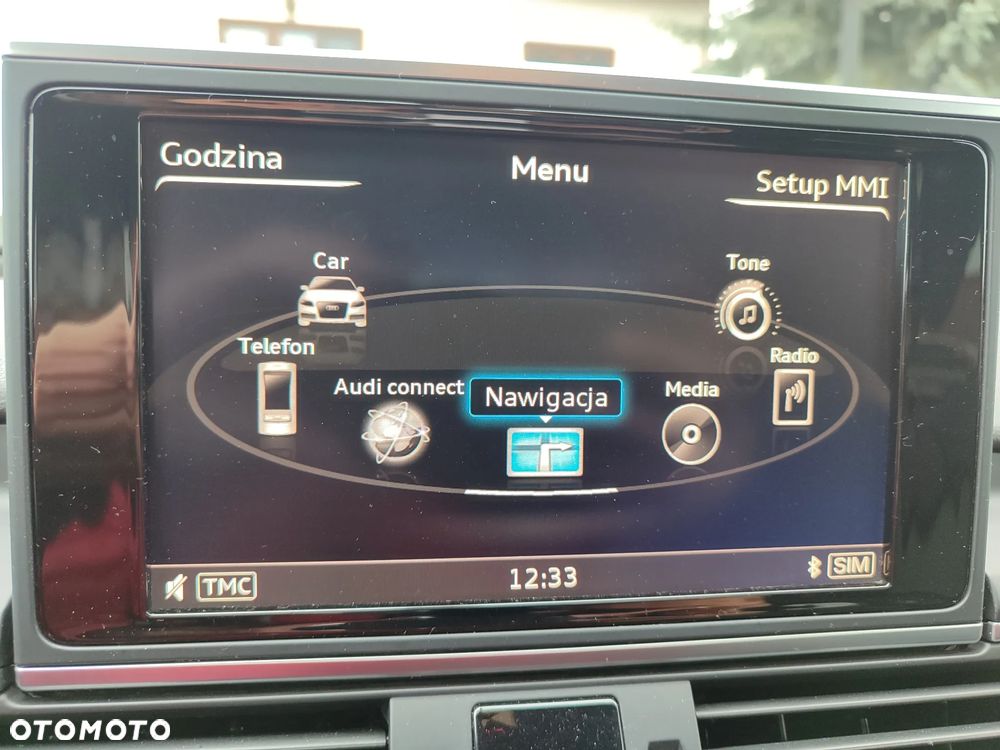 Godzina
Menu
Setup MMI
Car
Tone
Telefon
Radio
Audi connect
Nawigacja
Media
TMC
12:33
SIM
OTOMOTO